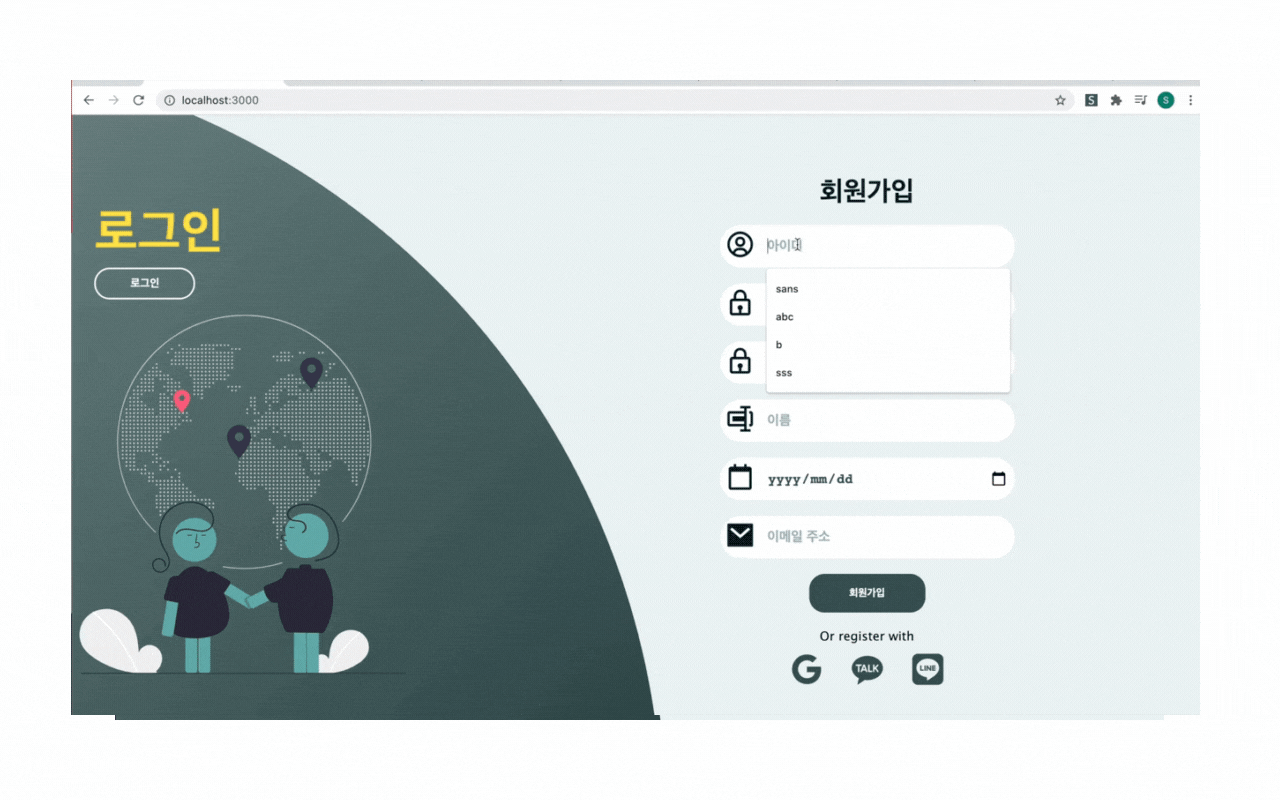 localhost:3000
S
S
로그인
로그인
회원가입
아이디
sans
abc
b
sss
이름
yyyy/mm/dd
이메일 주소
회원가입
Or register with
G
TALK
LINE